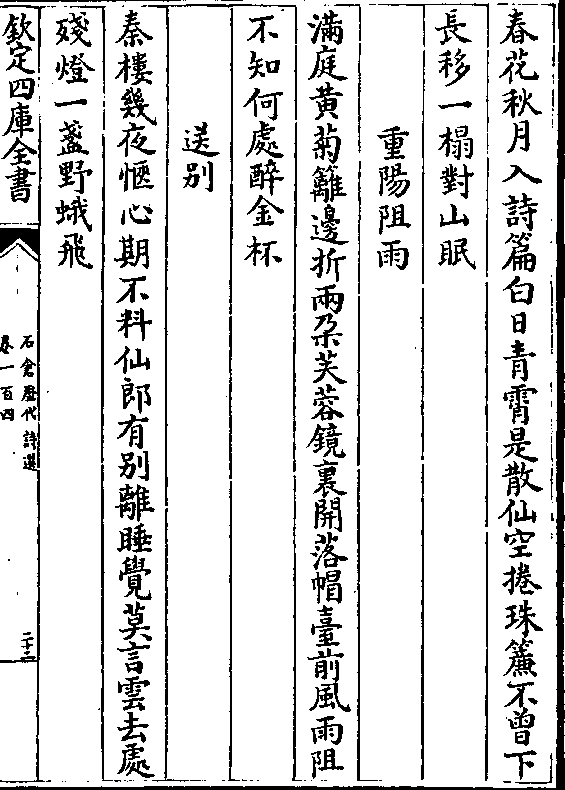 春花秋月入詩篇白日青霄是散仙空捲珠簾不曾下
長移一榻對山眠
重陽阻雨
滿庭黄菊籬邊折兩朶芙蓉鏡裏開落帽臺前風雨阻
不知何處醉金杯
送别
秦樓幾夜愜心期不料仙郎有别離睡覺莫言雲去處
殘燈一盞野蛾飛
欽定四庫全書
石倉歷代詩選
卷一百四
二十二